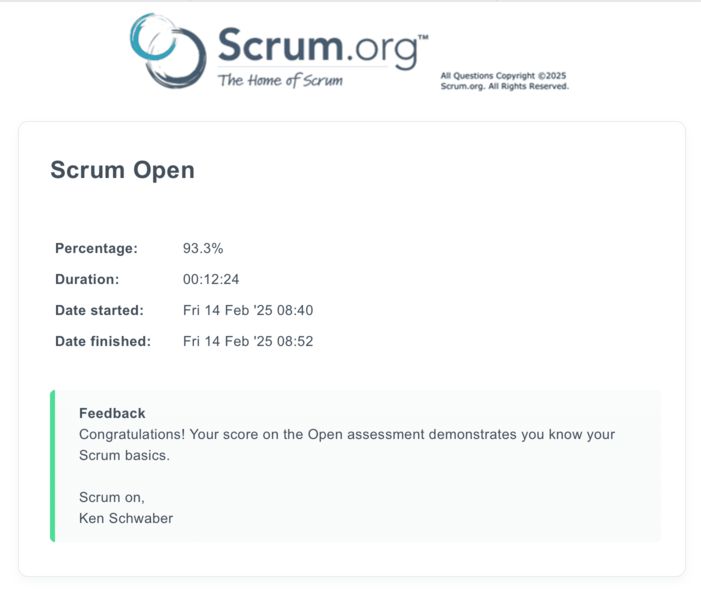 Scrum.org™
The Home of Scrum
All Questions Copyright ©2025
Scrum.org. All Rights Reserved.
Scrum Open
Percentage: 93.3%
Duration: 00:12:24
Date started: Fri 14 Feb '25 08:40
Date finished: Fri 14 Feb '25 08:52
Feedback
Congratulations! Your score on the Open assessment demonstrates you know your
Scrum basics.
Scrum on,
Ken Schwaber